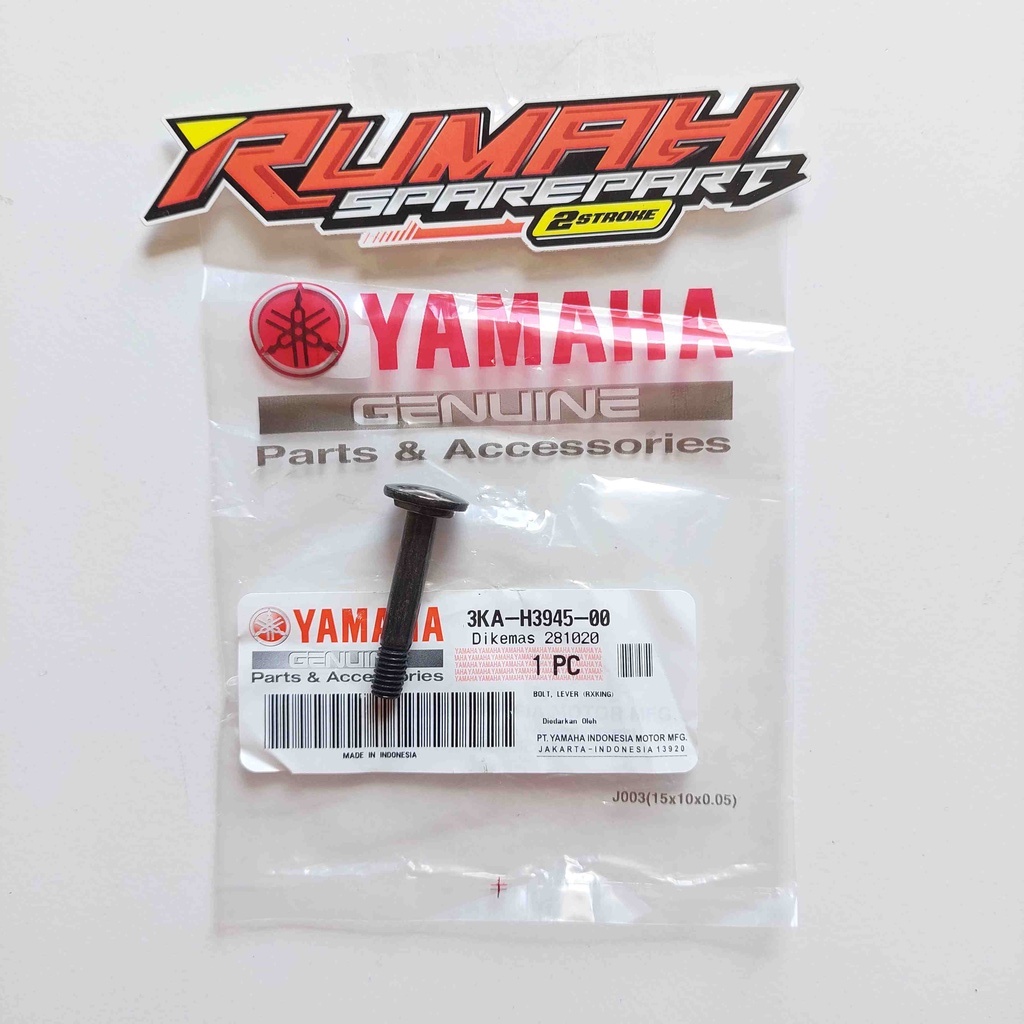 RUMAH
SPAREPART
2STROKE
YAMAHA
GENUINE
Parts & Accessories
YAMAHA
GENUINE
Parts & Accessories
MADE IN INDONESIA
3KA-H3945-00
Dikemas 281020
1 PC
BOLT, LEVER (RXKING)
Diedarkan Oleh
PT. YAMAHA INDONESIA MOTOR MFG.
JAKARTA-INDONESIA 13920
J003(15x10x0.05)